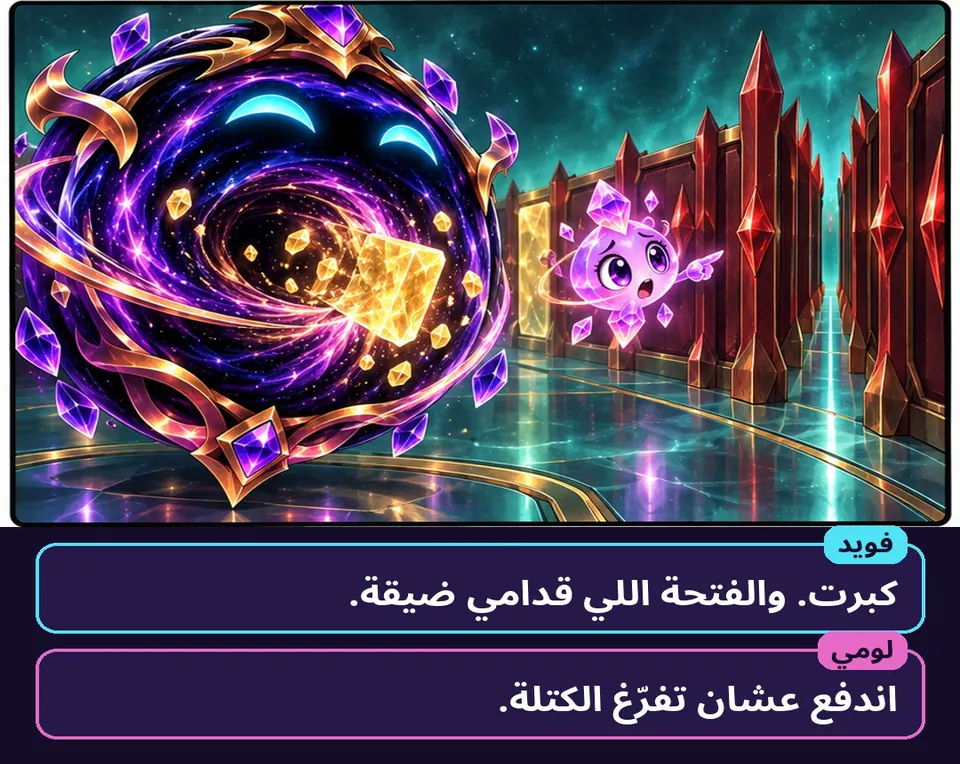 فويد
كبرت. والفتحة اللي قدامي ضيقة.
لومي
اندفع عشان تفرّغ الكتلة.